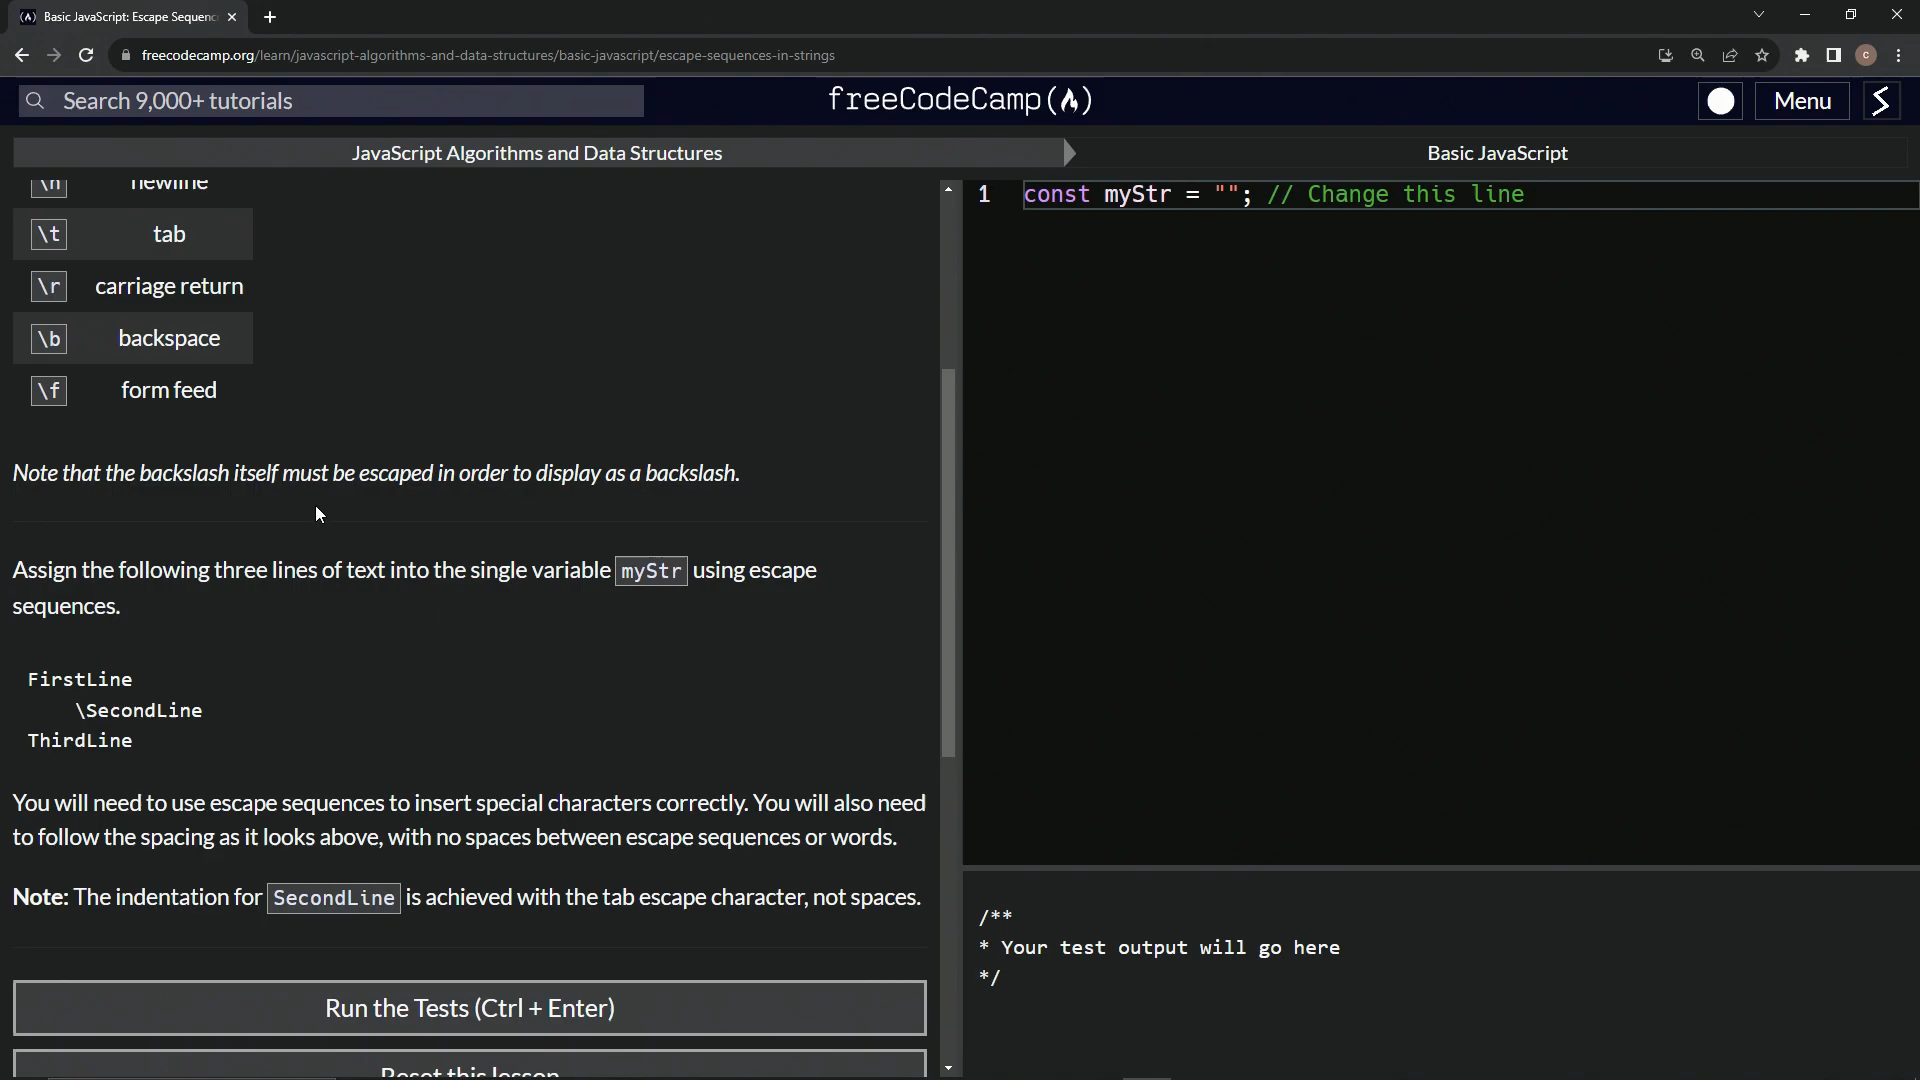 Basic JavaScript: Escape Sequenc
freecodecamp.org/learn/javascript-algorithms-and-data-structures/basic-javascript/escape-sequences-in-strings
C
Search 9,000+ tutorials
freeCodeCamp
Menu
JavaScript Algorithms and Data Structures
Basic JavaScript
\n newline
\t tab
\r carriage return
\b backspace
\f form feed
Note that the backslash itself must be escaped in order to display as a backslash.
Assign the following three lines of text into the single variable myStr using escape
sequences.
FirstLine
    \SecondLine
ThirdLine
You will need to use escape sequences to insert special characters correctly. You will also need
to follow the spacing as it looks above, with no spaces between escape sequences or words.
Note: The indentation for SecondLine is achieved with the tab escape character, not spaces.
Run the Tests (Ctrl + Enter)
Reset this lesson
1 const myStr = ""; // Change this line
/**
* Your test output will go here
*/